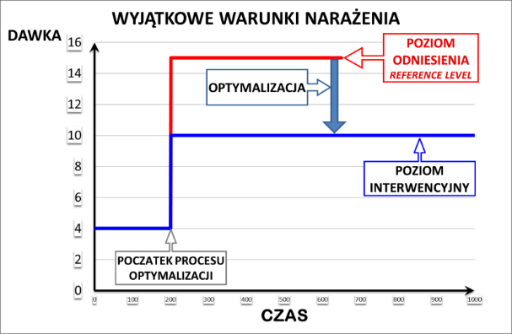 WYJĄTKOWE WARUNKI NARAŻENIA
DAWKA
16
14
12
10
8
6
4
2
0
POZIOM
ODNIESIENIA
REFERENCE LEVEL
OPTYMALIZACJA
POZIOM
INTERWENCYJNY
POCZATEK PROCESU
OPTYMALIZACJI
0 100 200 300 400 500 600 700 800 900 1000
CZAS